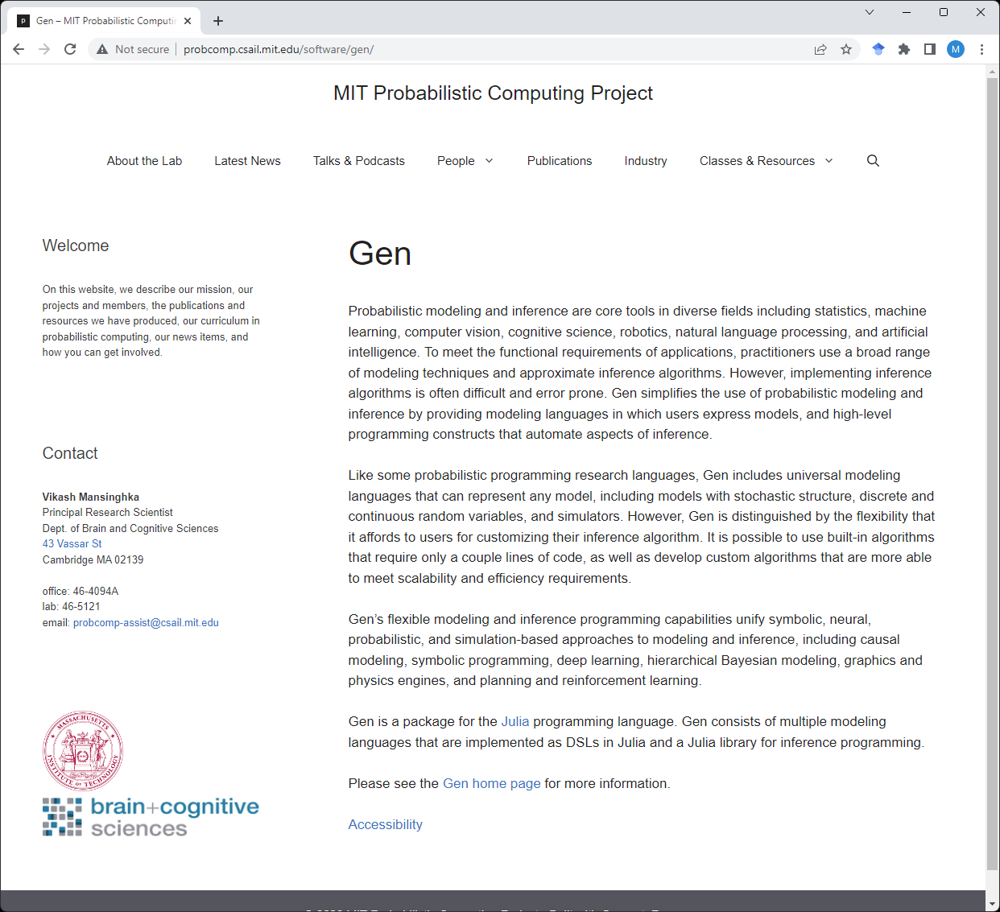 Gen – MIT Probabilistic Computin
Not secure
probcomp.csail.mit.edu/software/gen/
M
MIT Probabilistic Computing Project
About the Lab
Latest News
Talks & Podcasts
People
Publications
Industry
Classes & Resources
Welcome
On this website, we describe our mission, our
projects and members, the publications and
resources we have produced, our curriculum in
probabilistic computing, our news items, and
how you can get involved.
Contact
Vikash Mansinghka
Principal Research Scientist
Dept. of Brain and Cognitive Sciences
43 Vassar St
Cambridge MA 02139
office: 46-4094A
lab: 46-5121
email: probcomp-assist@csail.mit.edu
MASSACHUSETTS
INSTITUTE OF TECHNOLOGY
brain+cognitive
sciences
Gen
Probabilistic modeling and inference are core tools in diverse fields including statistics, machine
learning, computer vision, cognitive science, robotics, natural language processing, and artificial
intelligence. To meet the functional requirements of applications, practitioners use a broad range
of modeling techniques and approximate inference algorithms. However, implementing inference
algorithms is often difficult and error prone. Gen simplifies the use of probabilistic modeling and
inference by providing modeling languages in which users express models, and high-level
programming constructs that automate aspects of inference.
Like some probabilistic programming research languages, Gen includes universal modeling
languages that can represent any model, including models with stochastic structure, discrete and
continuous random variables, and simulators. However, Gen is distinguished by the flexibility that
it affords to users for customizing their inference algorithm. It is possible to use built-in algorithms
that require only a couple lines of code, as well as develop custom algorithms that are more able
to meet scalability and efficiency requirements.
Gen’s flexible modeling and inference programming capabilities unify symbolic, neural,
probabilistic, and simulation-based approaches to modeling and inference, including causal
modeling, symbolic programming, deep learning, hierarchical Bayesian modeling, graphics and
physics engines, and planning and reinforcement learning.
Gen is a package for the Julia programming language. Gen consists of multiple modeling
languages that are implemented as DSLs in Julia and a Julia library for inference programming.
Please see the Gen home page for more information.
Accessibility